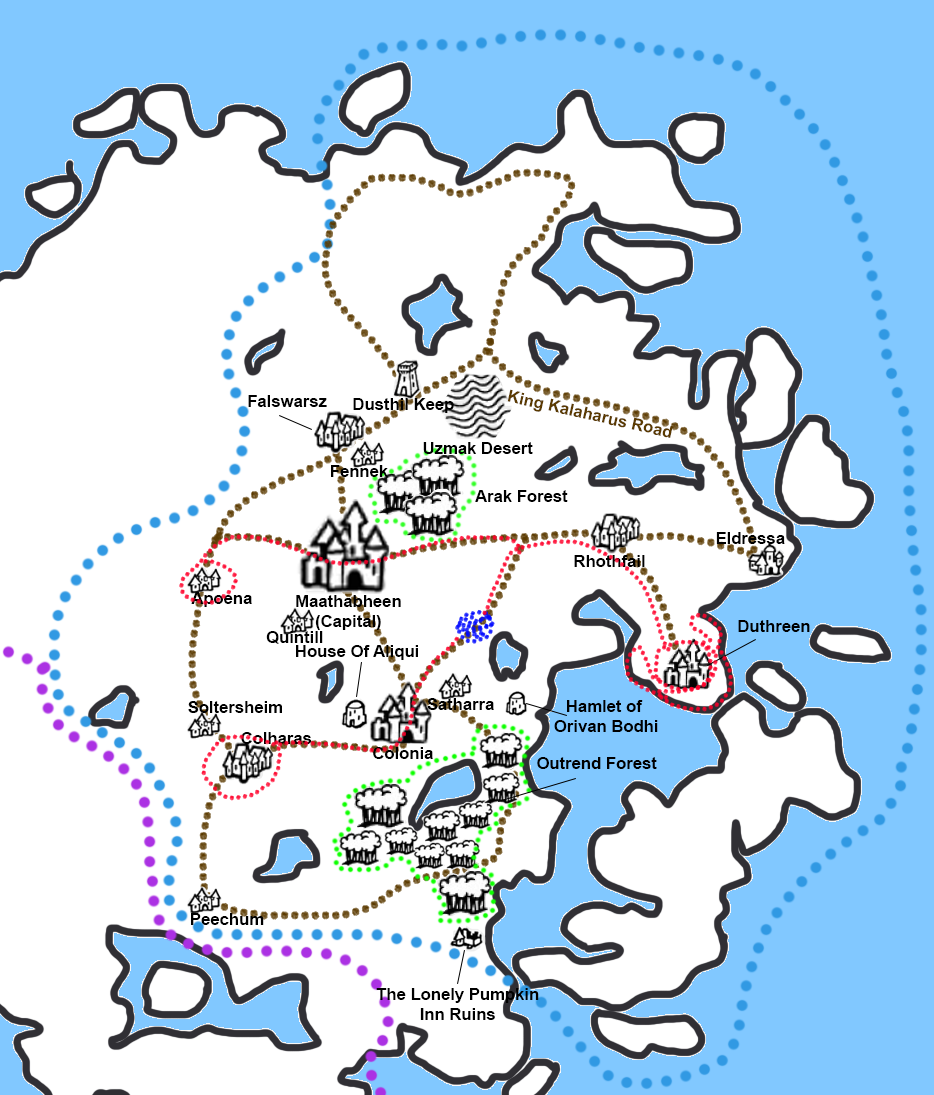 Falswarsz
Dusthil Keep
King Kalaharus Road
Uzmak Desert
Fennek
Arak Forest
Rhothfail
Eldressa
Apoena
Maathabheen
(Capital)
Quintill
House Of Aliqui
Duthreen
Satharra
Hamlet of
Orivan Bodhi
Soltersheim
Colharas
Colonia
Outrend Forest
Peechum
The Lonely Pumpkin
Inn Ruins